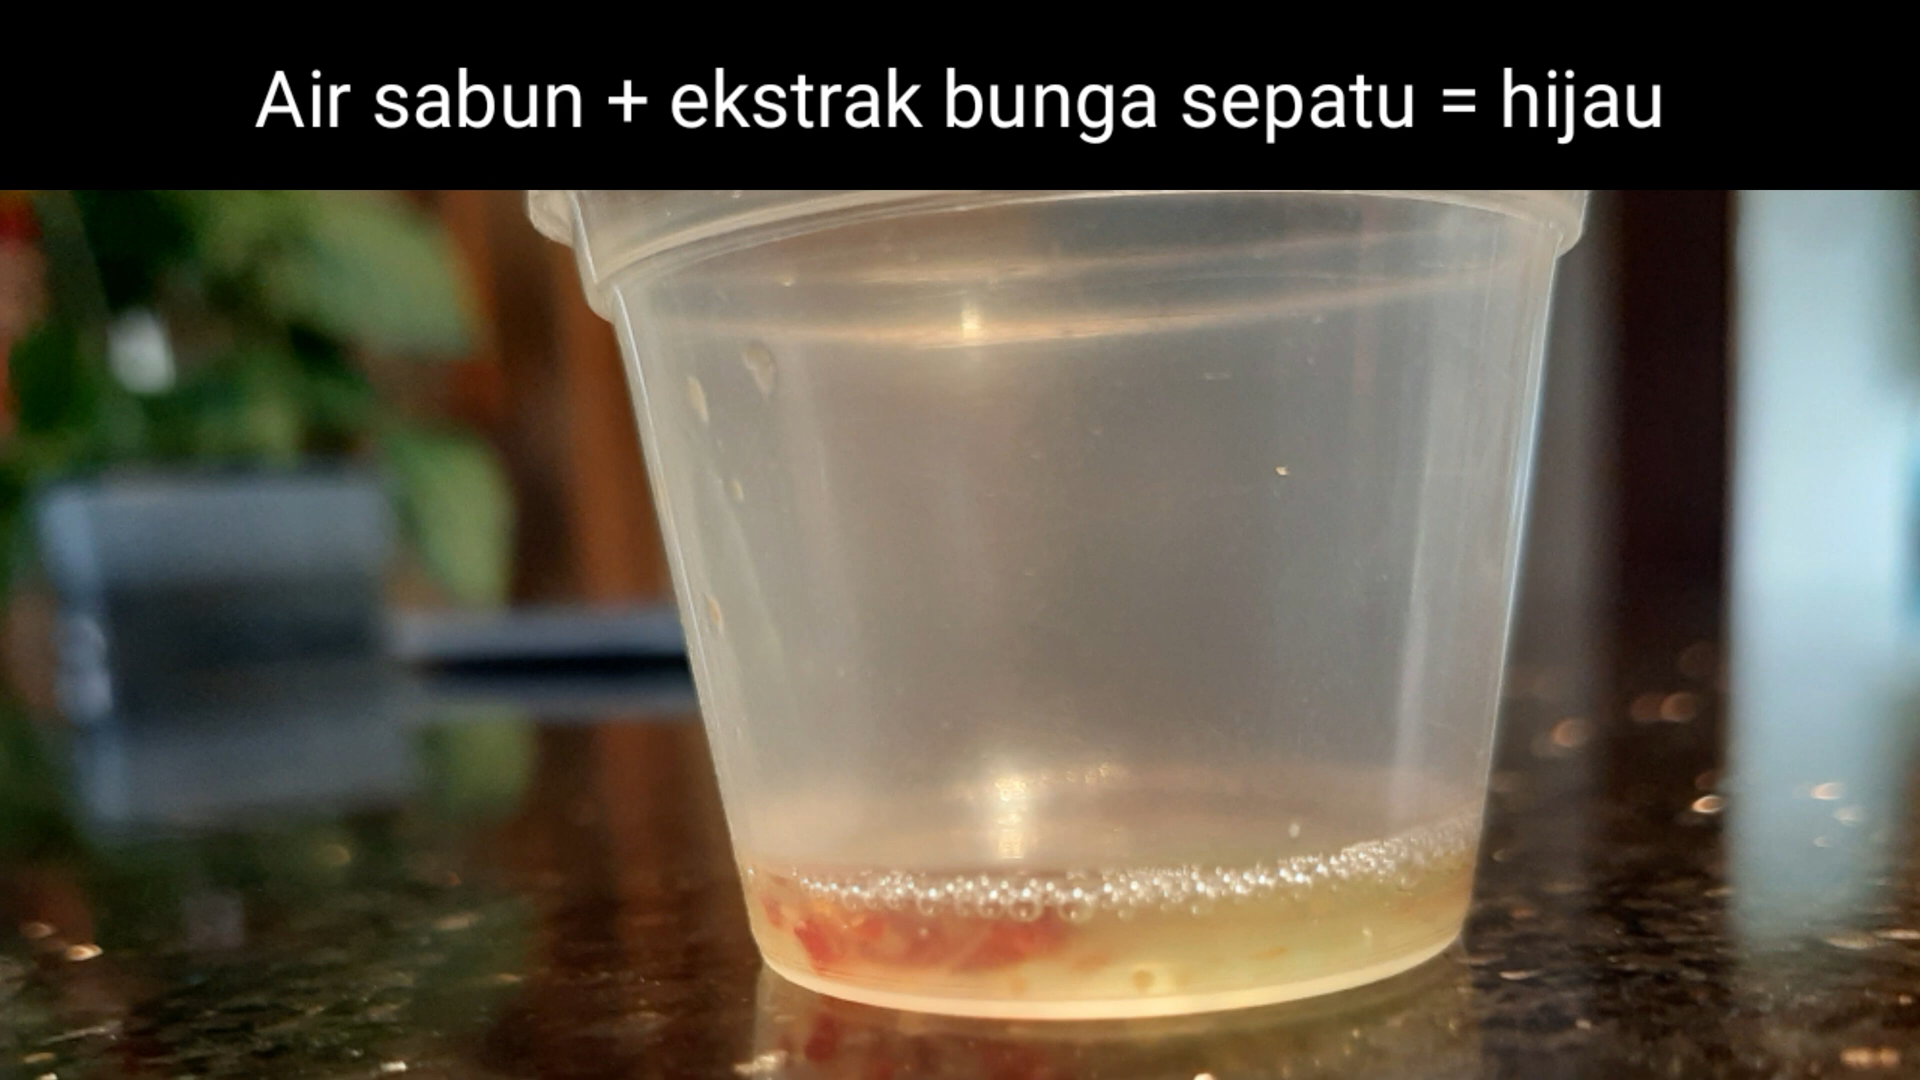 Air sabun + ekstrak bunga sepatu = hijau